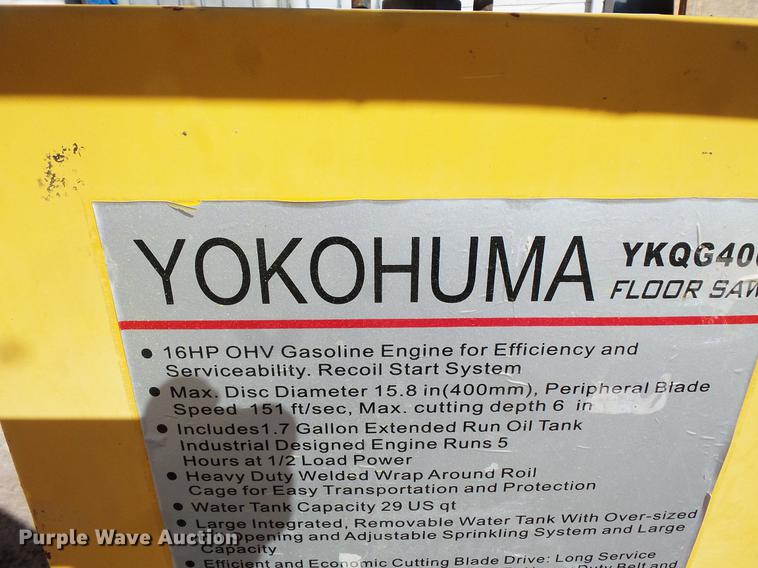 YOKOHUMA YKQG400
FLOOR SAW
• 16HP OHV Gasoline Engine for Efficiency and
Serviceability. Recoil Start System
• Max. Disc Diameter 15.8 in(400mm), Peripheral Blade
Speed 151 ft/sec, Max. cutting depth 6 in
• Includes1.7 Gallon Extended Run Oil Tank
Industrial Designed Engine Runs 5
Hours at 1/2 Load Power
• Heavy Duty Welded Wrap Around Roil
Cage for Easy Transportation and Protection
• Water Tank Capacity 29 US qt
• Large Integrated, Removable Water Tank With Over-sized
Opening and Adjustable Sprinkling System and Large
Capacity
• Efficient and Economic Cutting Blade Drive: Long Service
Duty Belt and
Purple Wave Auction